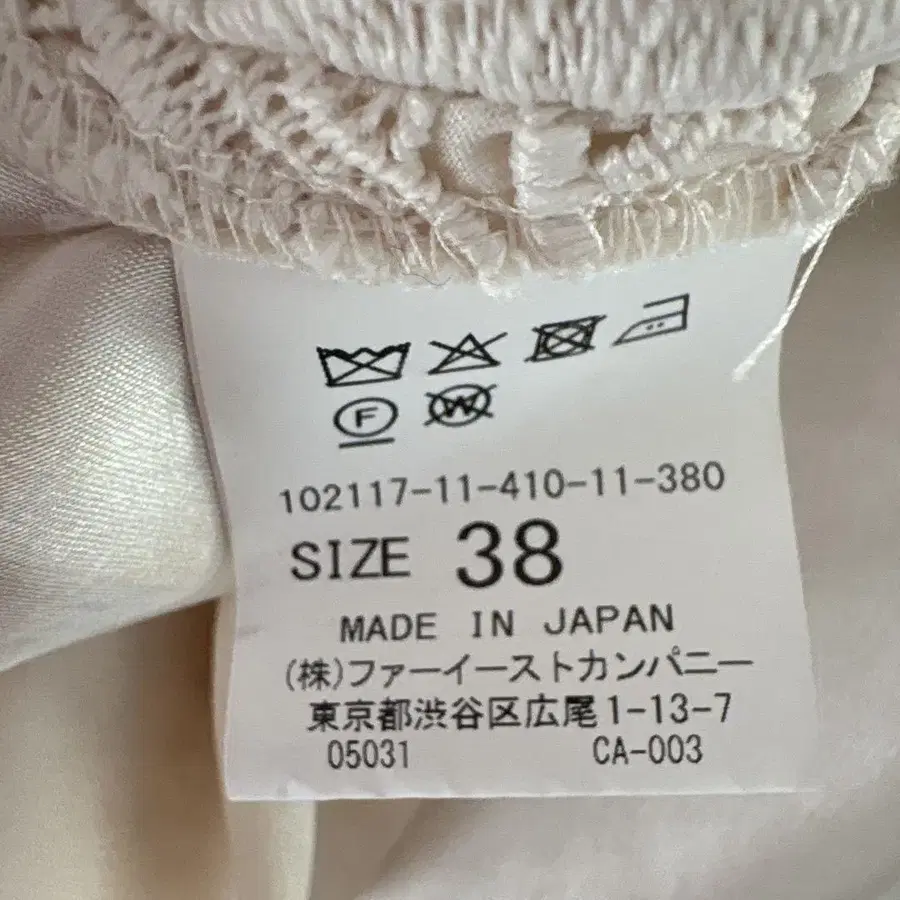 F W
102117-11-410-11-380
SIZE 38
MADE IN JAPAN
(株)ファーイーストカンパニー
東京都渋谷区広尾1-13-7
05031 CA-003